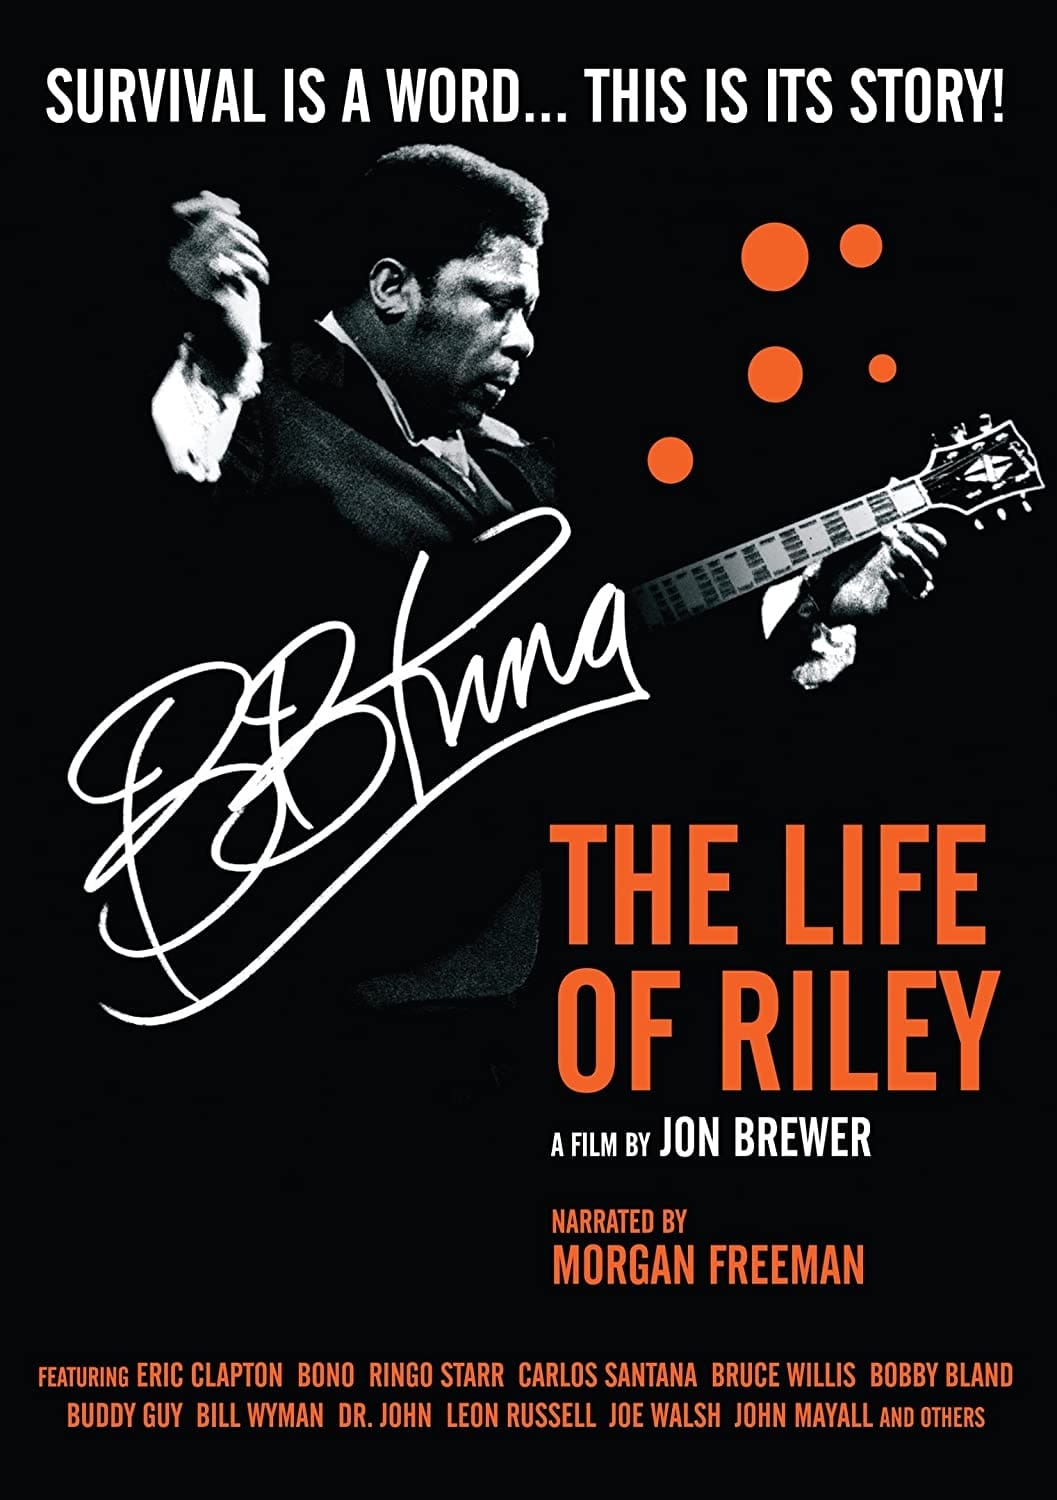 SURVIVAL IS A WORD... THIS IS ITS STORY!
BB King
THE LIFE
OF RILEY
A FILM BY JON BREWER
NARRATED BY
MORGAN FREEMAN
FEATURING ERIC CLAPTON BONO RINGO STARR CARLOS SANTANA BRUCE WILLIS BOBBY BLAND
BUDDY GUY BILL WYMAN DR. JOHN LEON RUSSELL JOE WALSH JOHN MAYALL AND OTHERS